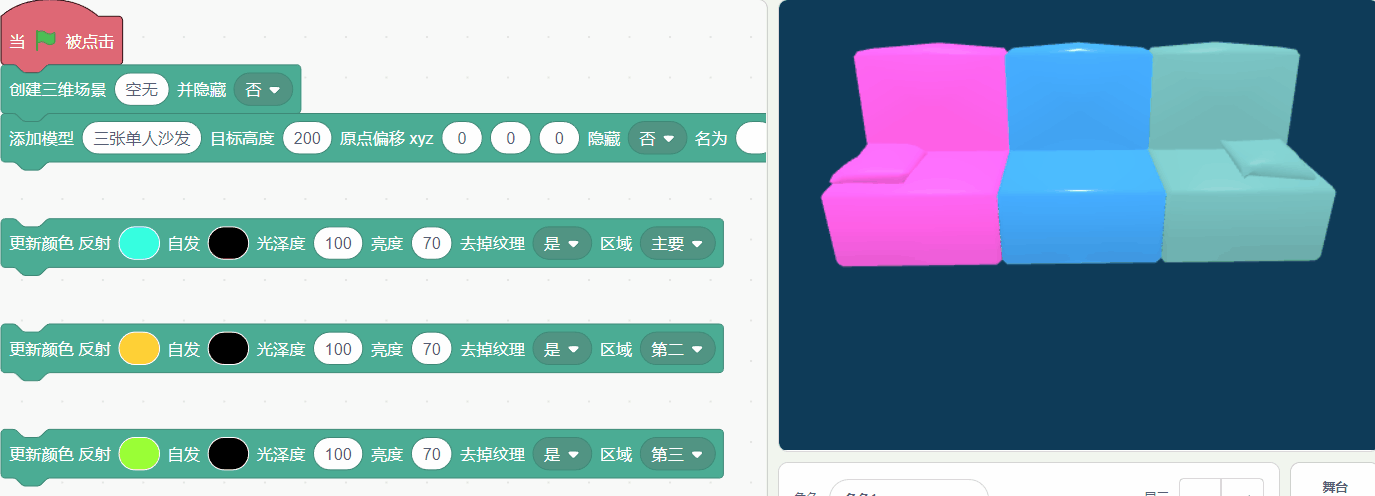 当 被点击
创建三维场景 空无 并隐藏 否
添加模型 三张单人沙发 目标高度 200 原点偏移 xyz 0 0 0 隐藏 否 名为
更新颜色 反射 自发 光泽度 100 亮度 70 去掉纹理 是 区域 主要
更新颜色 反射 自发 光泽度 100 亮度 70 去掉纹理 是 区域 第二
更新颜色 反射 自发 光泽度 100 亮度 70 去掉纹理 是 区域 第三
舞台